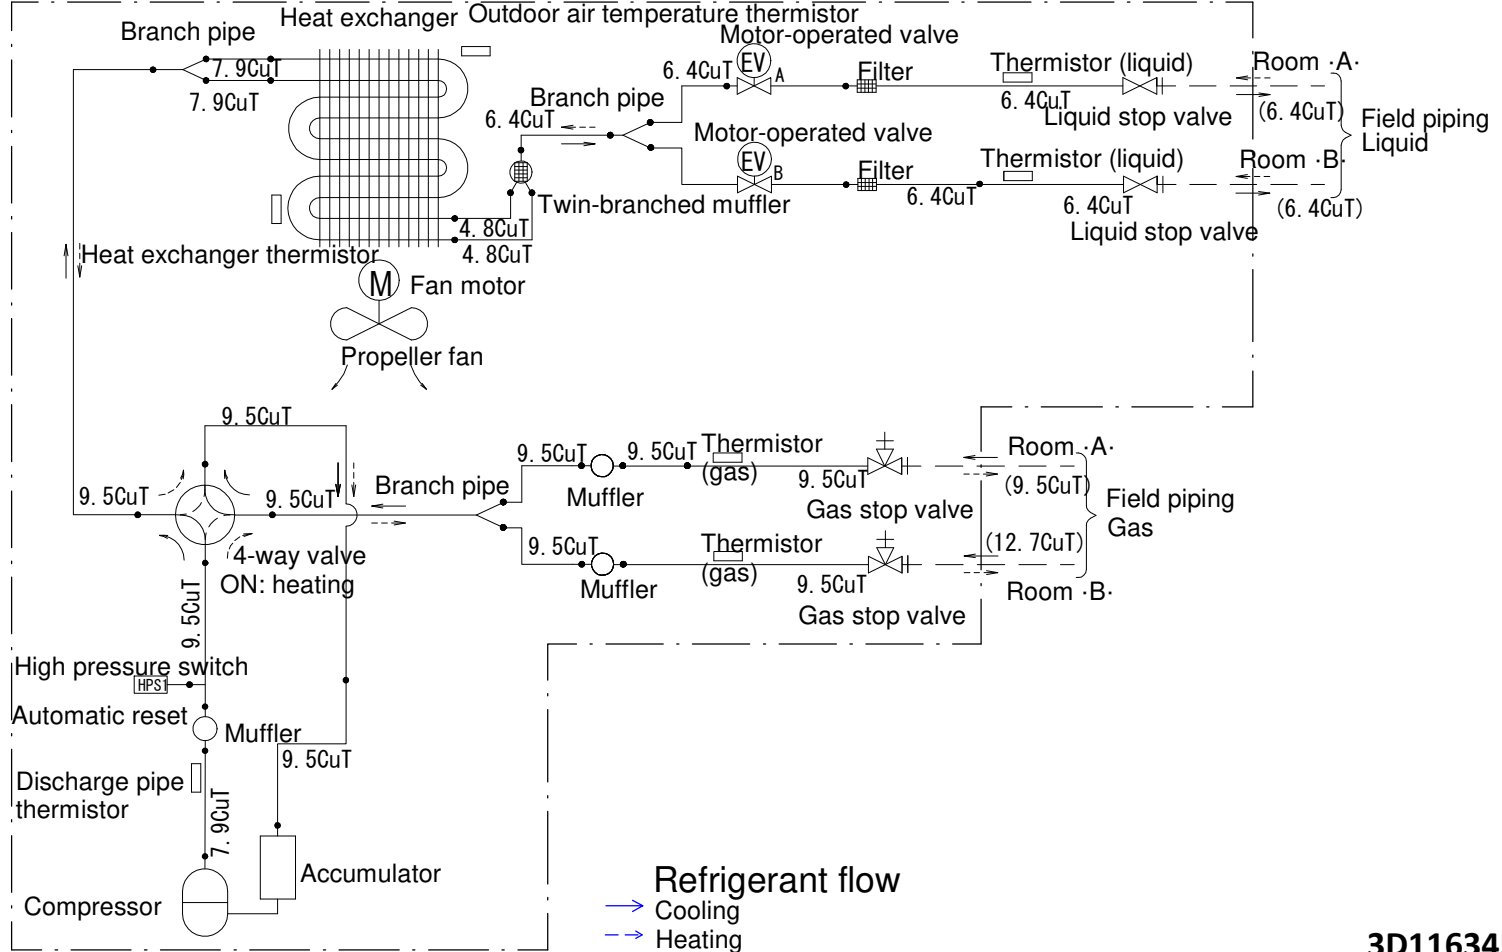 Heat exchanger
Outdoor air temperature thermistor
Branch pipe
Motor-operated valve
7.9CuT
7.9CuT
6.4CuT
EV
A
Filter
Thermistor (liquid)
Room ·A·
6.4CuT
Liquid stop valve
(6.4CuT)
Field piping
Liquid
Branch pipe
6.4CuT
Motor-operated valve
EV
B
Filter
Thermistor (liquid)
Room ·B·
6.4CuT
6.4CuT
(6.4CuT)
Liquid stop valve
Twin-branched muffler
4.8CuT
4.8CuT
Heat exchanger thermistor
M
Fan motor
Propeller fan
9.5CuT
9.5CuT
9.5CuT
Branch pipe
9.5CuT
9.5CuT
Thermistor
(gas)
Muffler
9.5CuT
Gas stop valve
Room ·A·
(9.5CuT)
Field piping
Gas
9.5CuT
Muffler
Thermistor
(gas)
9.5CuT
Gas stop valve
(12.7CuT)
Room ·B·
4-way valve
ON: heating
9.5CuT
High pressure switch
HPS1
Automatic reset
Muffler
9.5CuT
Discharge pipe
thermistor
7.9CuT
Accumulator
Compressor
Refrigerant flow
Cooling
Heating
3D11634